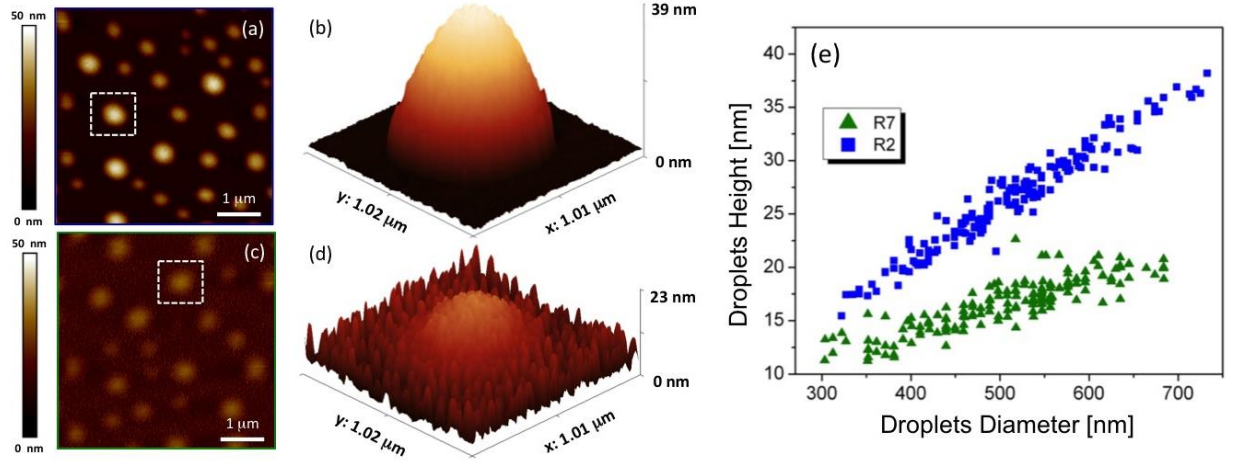 50 nm
0 nm
(a)
1 µm
(b)
39 nm
0 nm
y: 1.02 µm
x: 1.01 µm
50 nm
0 nm
(c)
1 µm
(d)
23 nm
0 nm
y: 1.02 µm
x: 1.01 µm
(e)
R7
R2
Droplets Height [nm]
40
35
30
25
20
15
10
300 400 500 600 700
Droplets Diameter [nm]